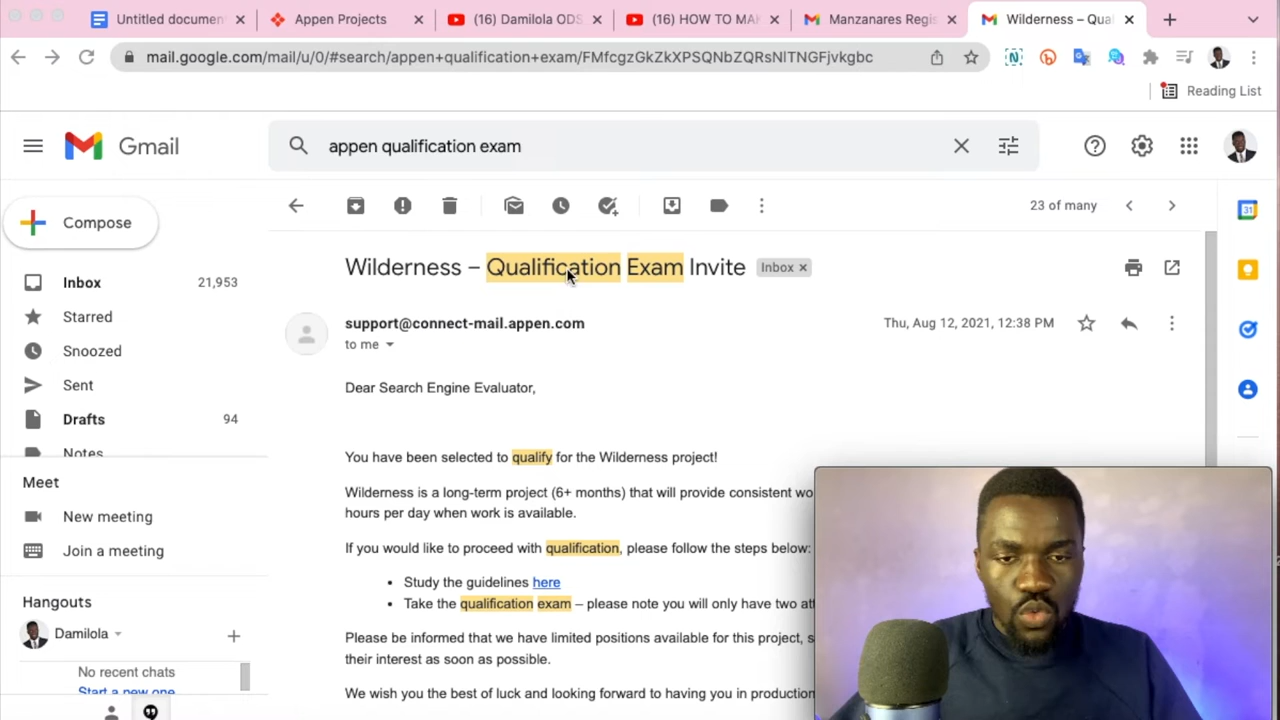 Untitled documen
Appen Projects
(16) Damilola ODS
(16) HOW TO MAK
Manzanares Regis
Wilderness – Qual
mail.google.com/mail/u/0/#search/appen+qualification+exam/FMfcgzGkZkXPSQNbZQRsNlTNGFjvkgbc
Reading List
Gmail
appen qualification exam
Compose
23 of many
Inbox 21,953
Starred
Snoozed
Sent
Drafts 94
Notes
Meet
New meeting
Join a meeting
Hangouts
Damilola
No recent chats
Start a new one
Wilderness – Qualification Exam Invite
Inbox
support@connect-mail.appen.com
Thu, Aug 12, 2021, 12:38 PM
to me
Dear Search Engine Evaluator,
You have been selected to qualify for the Wilderness project!
Wilderness is a long-term project (6+ months) that will provide consistent wo
hours per day when work is available.
If you would like to proceed with qualification, please follow the steps below:
• Study the guidelines here
• Take the qualification exam – please note you will only have two att
Please be informed that we have limited positions available for this project, s
their interest as soon as possible.
We wish you the best of luck and looking forward to having you in production
31